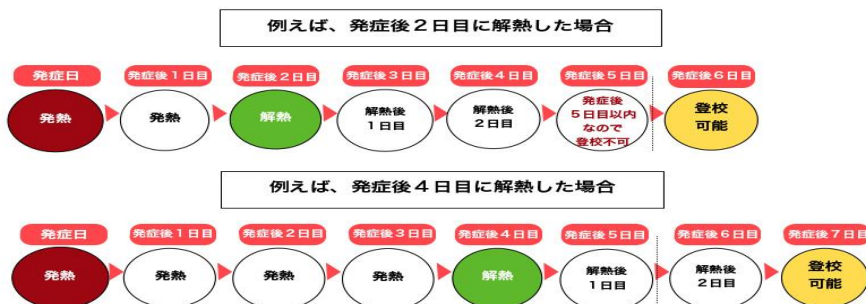 例えば、発症後２日目に解熱した場合
発症日 発症後１日目 発症後２日目 発症後３日目 発症後４日目 発症後５日目 発症後６日目
発熱 発熱 解熱 解熱後
１日目 解熱後
２日目 発症後
５日目以内
なので
登校不可 登校
可能
例えば、発症後４日目に解熱した場合
発症日 発症後１日目 発症後２日目 発症後３日目 発症後４日目 発症後５日目 発症後６日目 発症後７日目
発熱 発熱 発熱 発熱 解熱 解熱後
１日目 解熱後
２日目 登校
可能